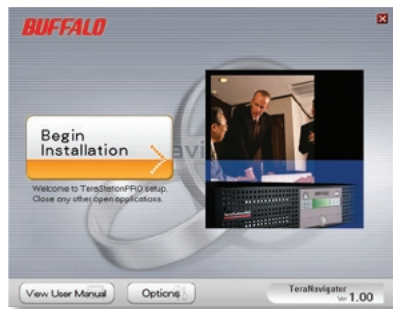 BUFFALO
Begin
Installation
Welcome to TeraStationPRO setup.
Close any other open applications.
View User Manual
Options
TeraNavigator
Ver 1.00